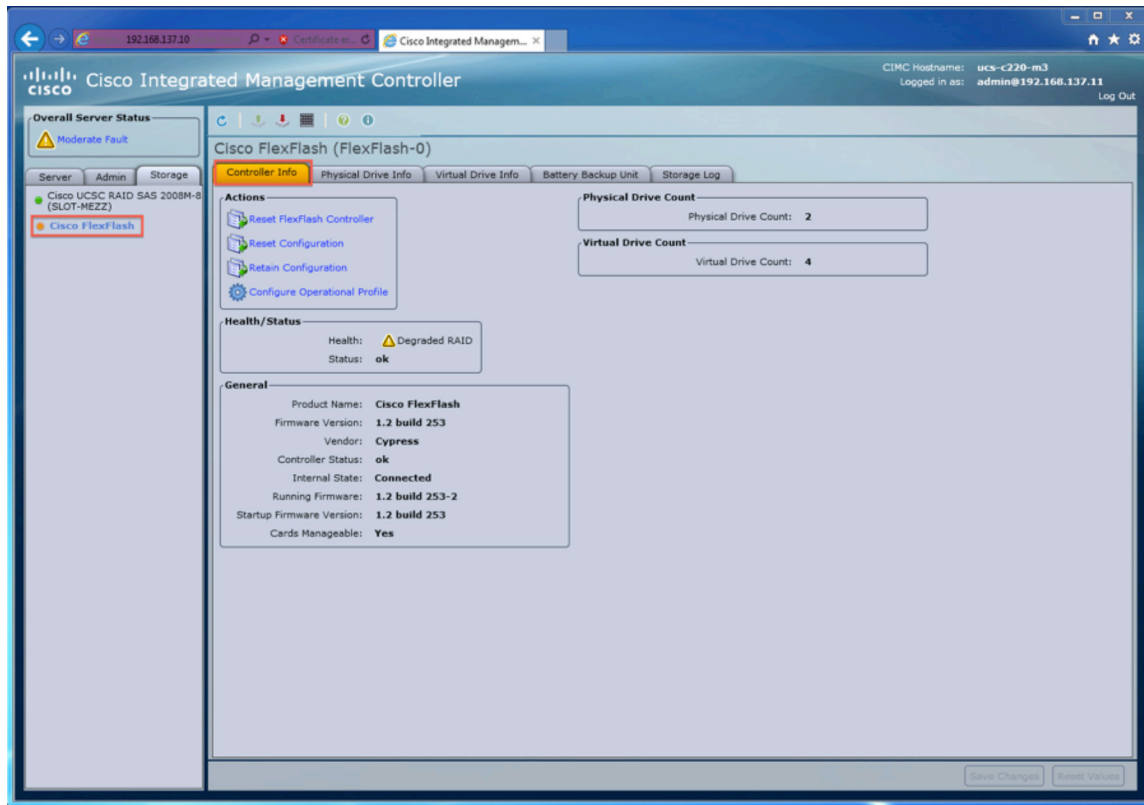 192.168.137.10
Certificate er...
Cisco Integrated Managem...
cisco
Cisco Integrated Management Controller
CIMC Hostname: ucs-c220-m3
Logged in as: admin@192.168.137.11
Log Out
Overall Server Status
Moderate Fault
Server
Admin
Storage
Cisco UCSC RAID SAS 2008M-8
(SLOT-MEZZ)
Cisco FlexFlash
Cisco FlexFlash (FlexFlash-0)
Controller Info
Physical Drive Info
Virtual Drive Info
Battery Backup Unit
Storage Log
Actions
Reset FlexFlash Controller
Reset Configuration
Retain Configuration
Configure Operational Profile
Physical Drive Count
Physical Drive Count: 2
Virtual Drive Count
Virtual Drive Count: 4
Health/Status
Health: Degraded RAID
Status: ok
General
Product Name: Cisco FlexFlash
Firmware Version: 1.2 build 253
Vendor: Cypress
Controller Status: ok
Internal State: Connected
Running Firmware: 1.2 build 253-2
Startup Firmware Version: 1.2 build 253
Cards Manageable: Yes
Save Changes
Reset Values